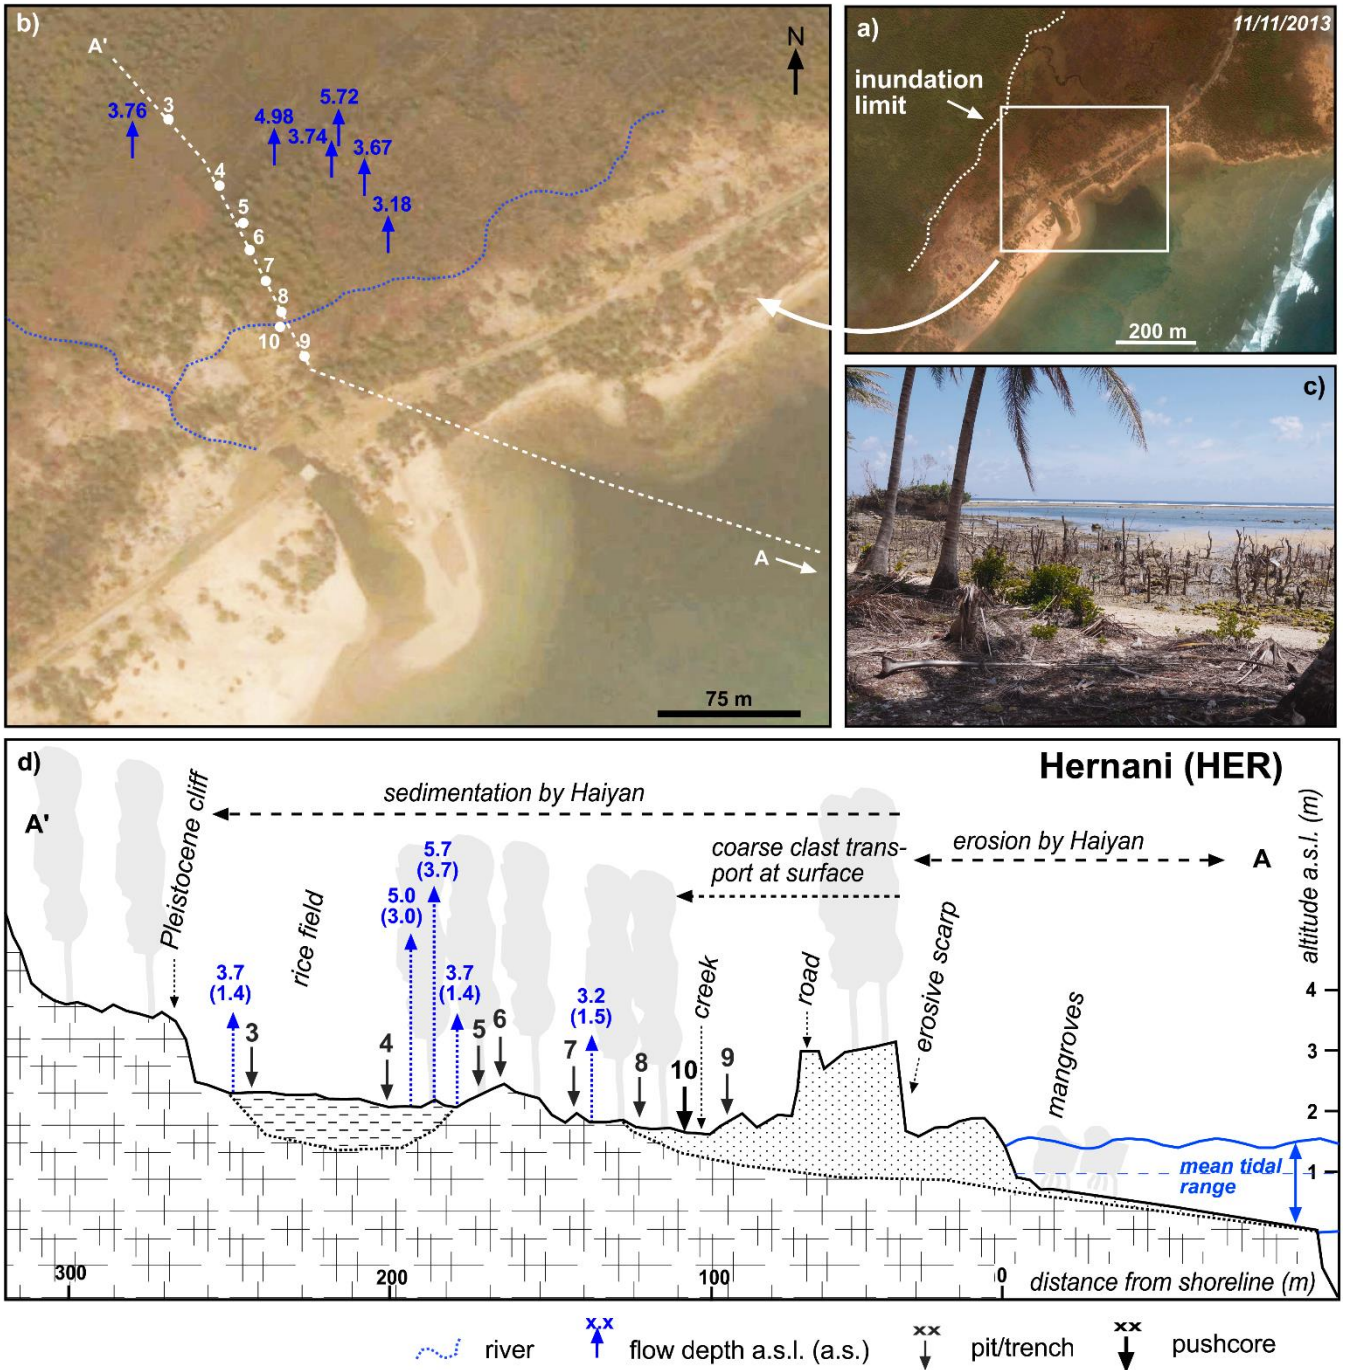 b)
N
A'
3
3.76
4.98
5.72
3.74
3.67
3.18
4
5
6
7
8
10
9
A
75 m
a)
11/11/2013
inundation
limit
200 m
c)
d)
Hernani (HER)
A'
sedimentation by Haiyan
coarse clast trans-
port at surface
erosion by Haiyan
A
altitude a.s.l. (m)
Pleistocene cliff
rice field
creek
road
erosive scarp
mangroves
3.7
(1.4)
5.0
(3.0)
5.7
(3.7)
3.7
(1.4)
3.2
(1.5)
3
4
5
6
7
8
10
9
4
3
2
1
mean tidal
range
300
200
100
0
distance from shoreline (m)
river
x.x
flow depth a.s.l. (a.s.)
xx
pit/trench
xx
pushcore